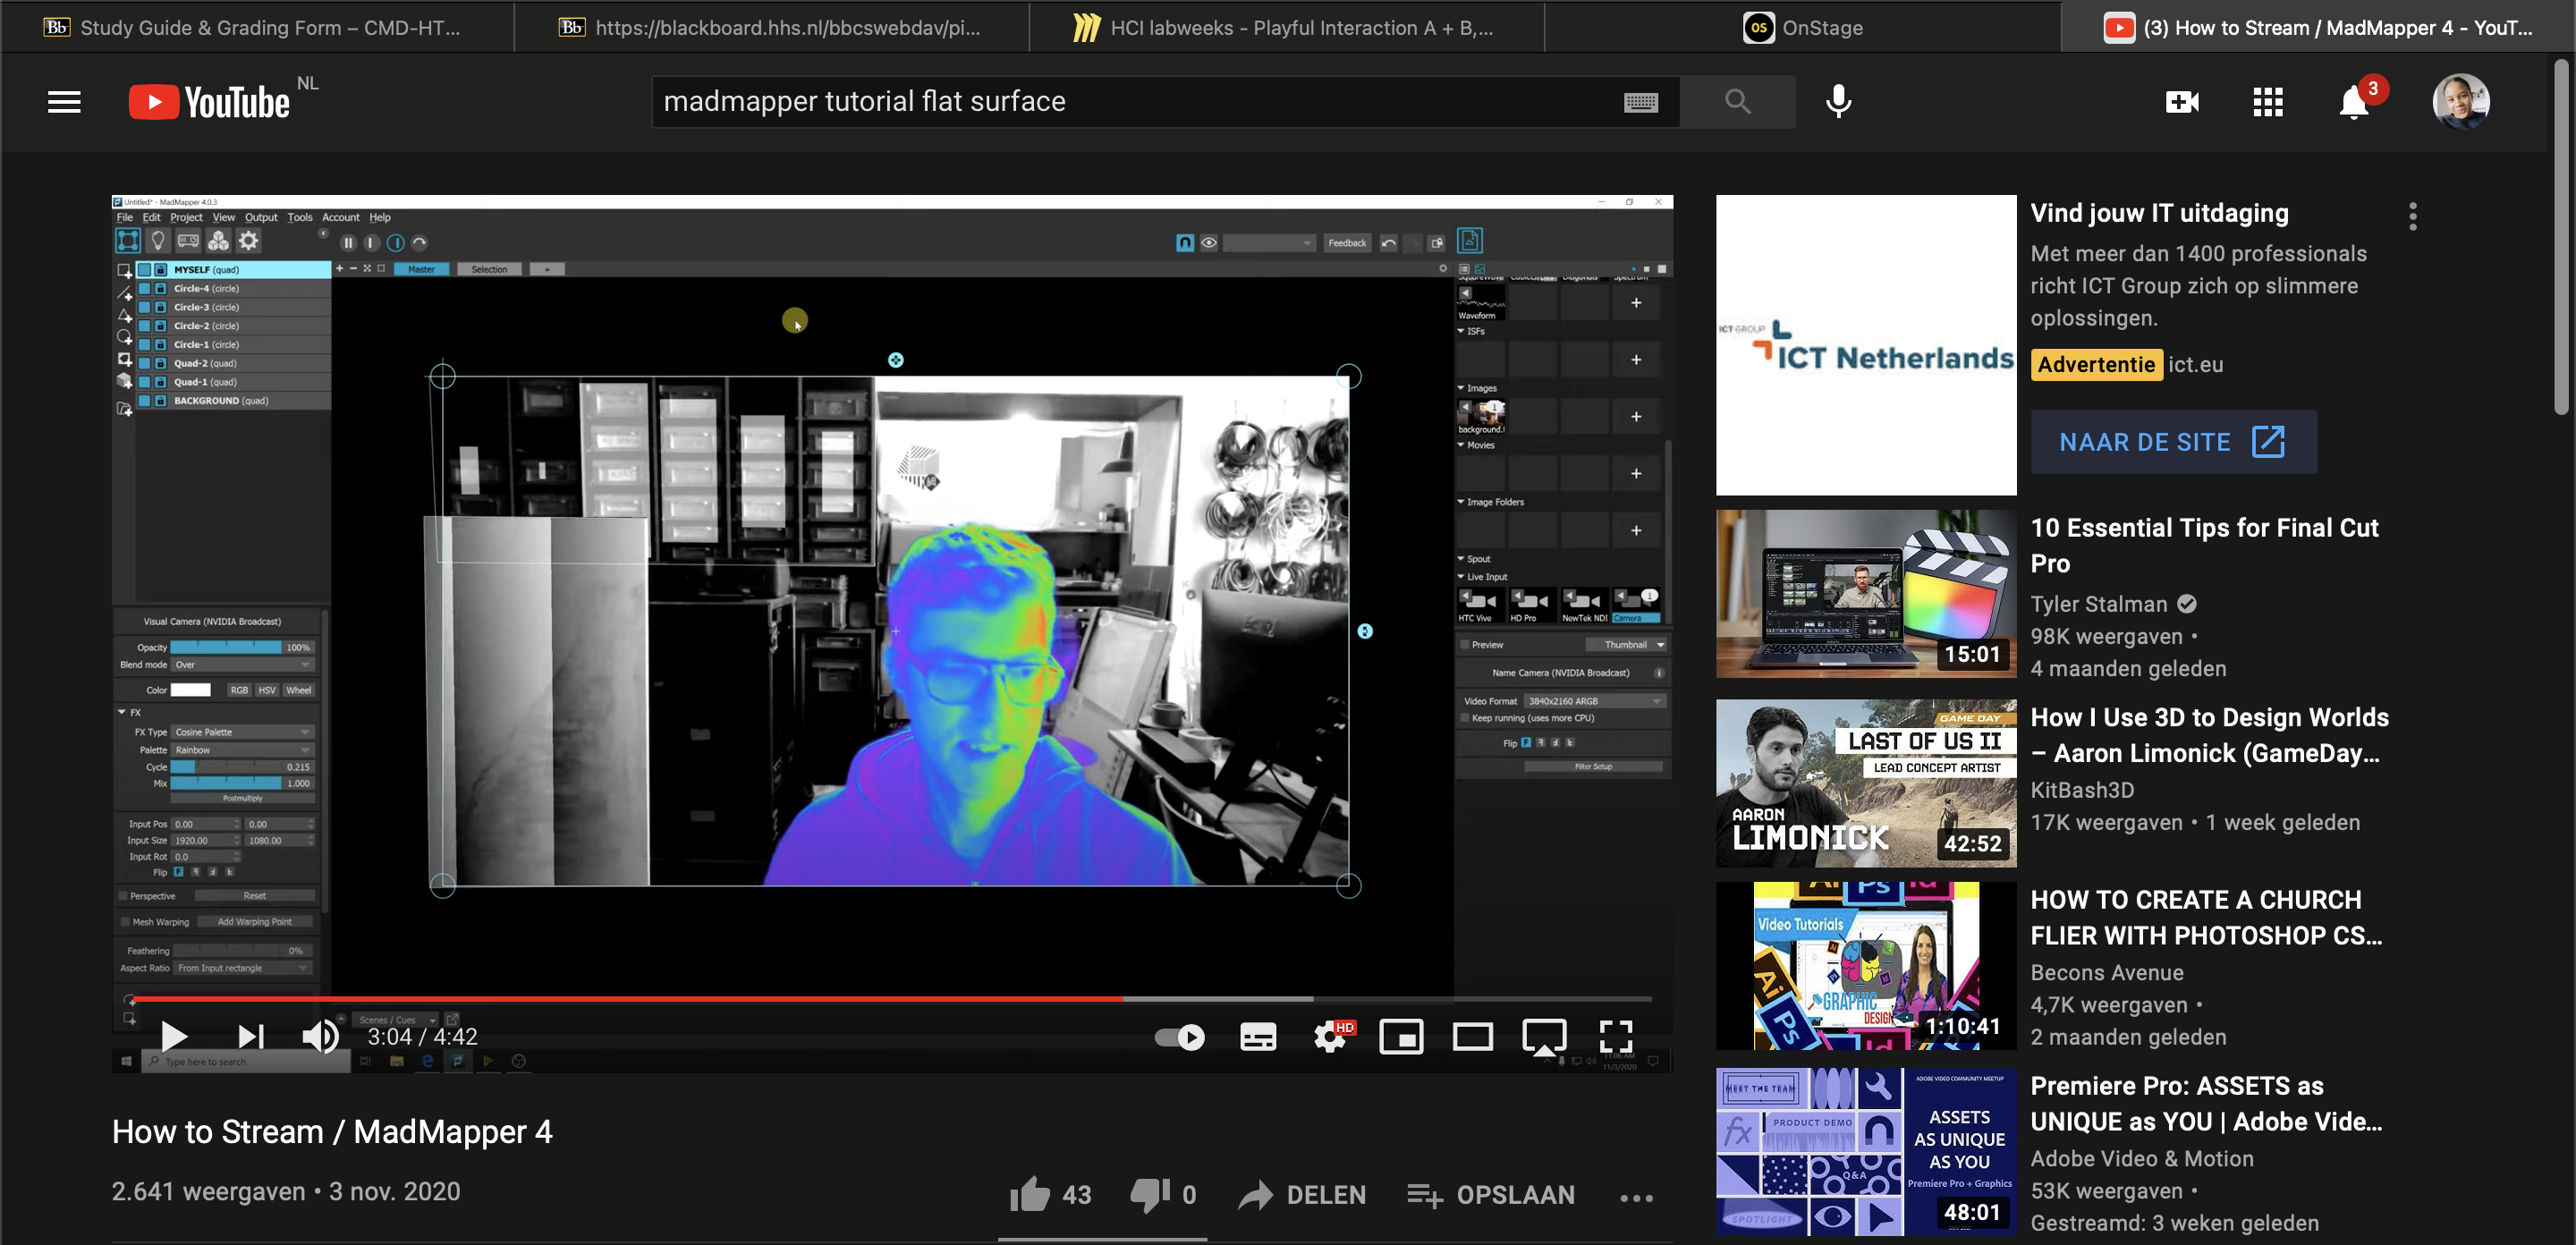 Study Guide & Grading Form – CMD-HT...
https://blackboard.hhs.nl/bbcswebdav/pi...
HCI labweeks - Playful Interaction A + B,...
OnStage
(3) How to Stream / MadMapper 4 - YouT...
YouTube NL
madmapper tutorial flat surface
3
Untitled* - MadMapper 4.0.3
File Edit Project View Output Tools Account Help
Feedback
MYSELF (quad)
Circle-4 (circle)
Circle-3 (circle)
Circle-2 (circle)
Circle-1 (circle)
Quad-2 (quad)
Quad-1 (quad)
BACKGROUND (quad)
Master Selection +
Waveform
ISFs
Images
background.
Movies
Image Folders
Spout
Live Input
HTC Vive HD Pro NewTek NDI Camera
Preview Thumbnail
Name Camera (NVIDIA Broadcast)
Video Format 3840x2160 ARGB
Keep running (uses more CPU)
Flip
Filter Setup
Visual Camera (NVIDIA Broadcast)
Opacity 100%
Blend mode Over
Color RGB HSV Wheel
FX
FX Type Cosine Palette
Palette Rainbow
Cycle 0.215
Mix 1.000
Postmultiply
Input Pos 0.00 0.00
Input Size 1920.00 1080.00
Input Rot 0.0
Flip
Perspective Reset
Mesh Warping Add Warping Point
Feathering 0%
Aspect Ratio From Input rectangle
Scenes / Cues
3:04 / 4:42
HD
Type here to search
11:06 AM
11/3/2020
How to Stream / MadMapper 4
2.641 weergaven • 3 nov. 2020
43 0 DELEN OPSLAAN
ICT GROUP
ICT Netherlands
Vind jouw IT uitdaging
Met meer dan 1400 professionals
richt ICT Group zich op slimmere
oplossingen.
Advertentie ict.eu
NAAR DE SITE
15:01
10 Essential Tips for Final Cut
Pro
Tyler Stalman
98K weergaven •
4 maanden geleden
GAME DAY
LAST OF US II
LEAD CONCEPT ARTIST
AARON
LIMONICK
42:52
How I Use 3D to Design Worlds
– Aaron Limonick (GameDay...
KitBash3D
17K weergaven • 1 week geleden
Ai Ps Id
Video Tutorials
Ai
GRAPHIC
DESIGN
Ps Id
1:10:41
HOW TO CREATE A CHURCH
FLIER WITH PHOTOSHOP CS...
Becons Avenue
4,7K weergaven •
2 maanden geleden
MEET THE TEAM
ADOBE VIDEO COMMUNITY MEETUP
fx PRODUCT DEMO
Q&A
SPOTLIGHT
ASSETS
AS UNIQUE
AS YOU
Premiere Pro + Graphics
48:01
Premiere Pro: ASSETS as
UNIQUE as YOU | Adobe Vide...
Adobe Video & Motion
53K weergaven •
Gestreamd: 3 weken geleden